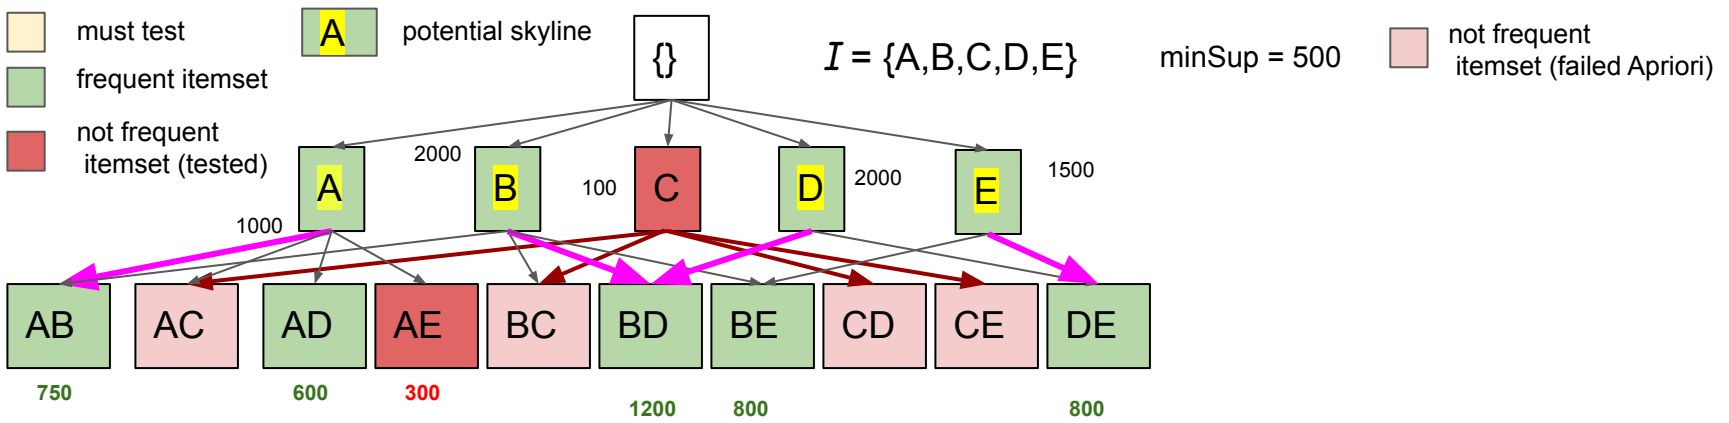 must test
A
potential skyline
{}
I = {A,B,C,D,E}
minSup = 500
not frequent
itemset (failed Apriori)
frequent itemset
not frequent
itemset (tested)
A
2000
B
100
C
D
2000
E
1500
1000
AB
AC
AD
AE
BC
BD
BE
CD
CE
DE
750
600
300
1200
800
800